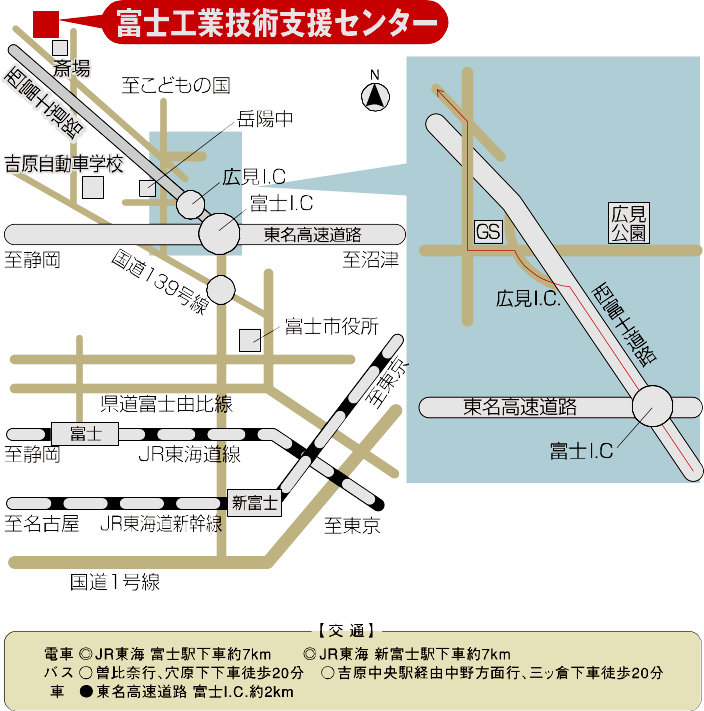 富士工業技術支援センター
斎場
西富士道路
至こどもの国
N
岳陽中
吉原自動車学校
広見I.C
富士I.C
東名高速道路
至静岡
至沼津
国道139号線
富士市役所
至東京
県道富士由比線
富士
至静岡
JR東海道線
新富士
至名古屋
JR東海道新幹線
至東京
国道1号線
GS
広見
公園
広見I.C.
西富士道路
東名高速道路
富士I.C
【交通】
電車 ◎JR東海 富士駅下車約7km ◎JR東海 新富士駅下車約7km
バス ○曽比奈行、穴原下下車徒歩20分 ○吉原中央駅経由中野方面行、三ッ倉下車徒歩20分
車 ●東名高速道路 富士I.C.約2km